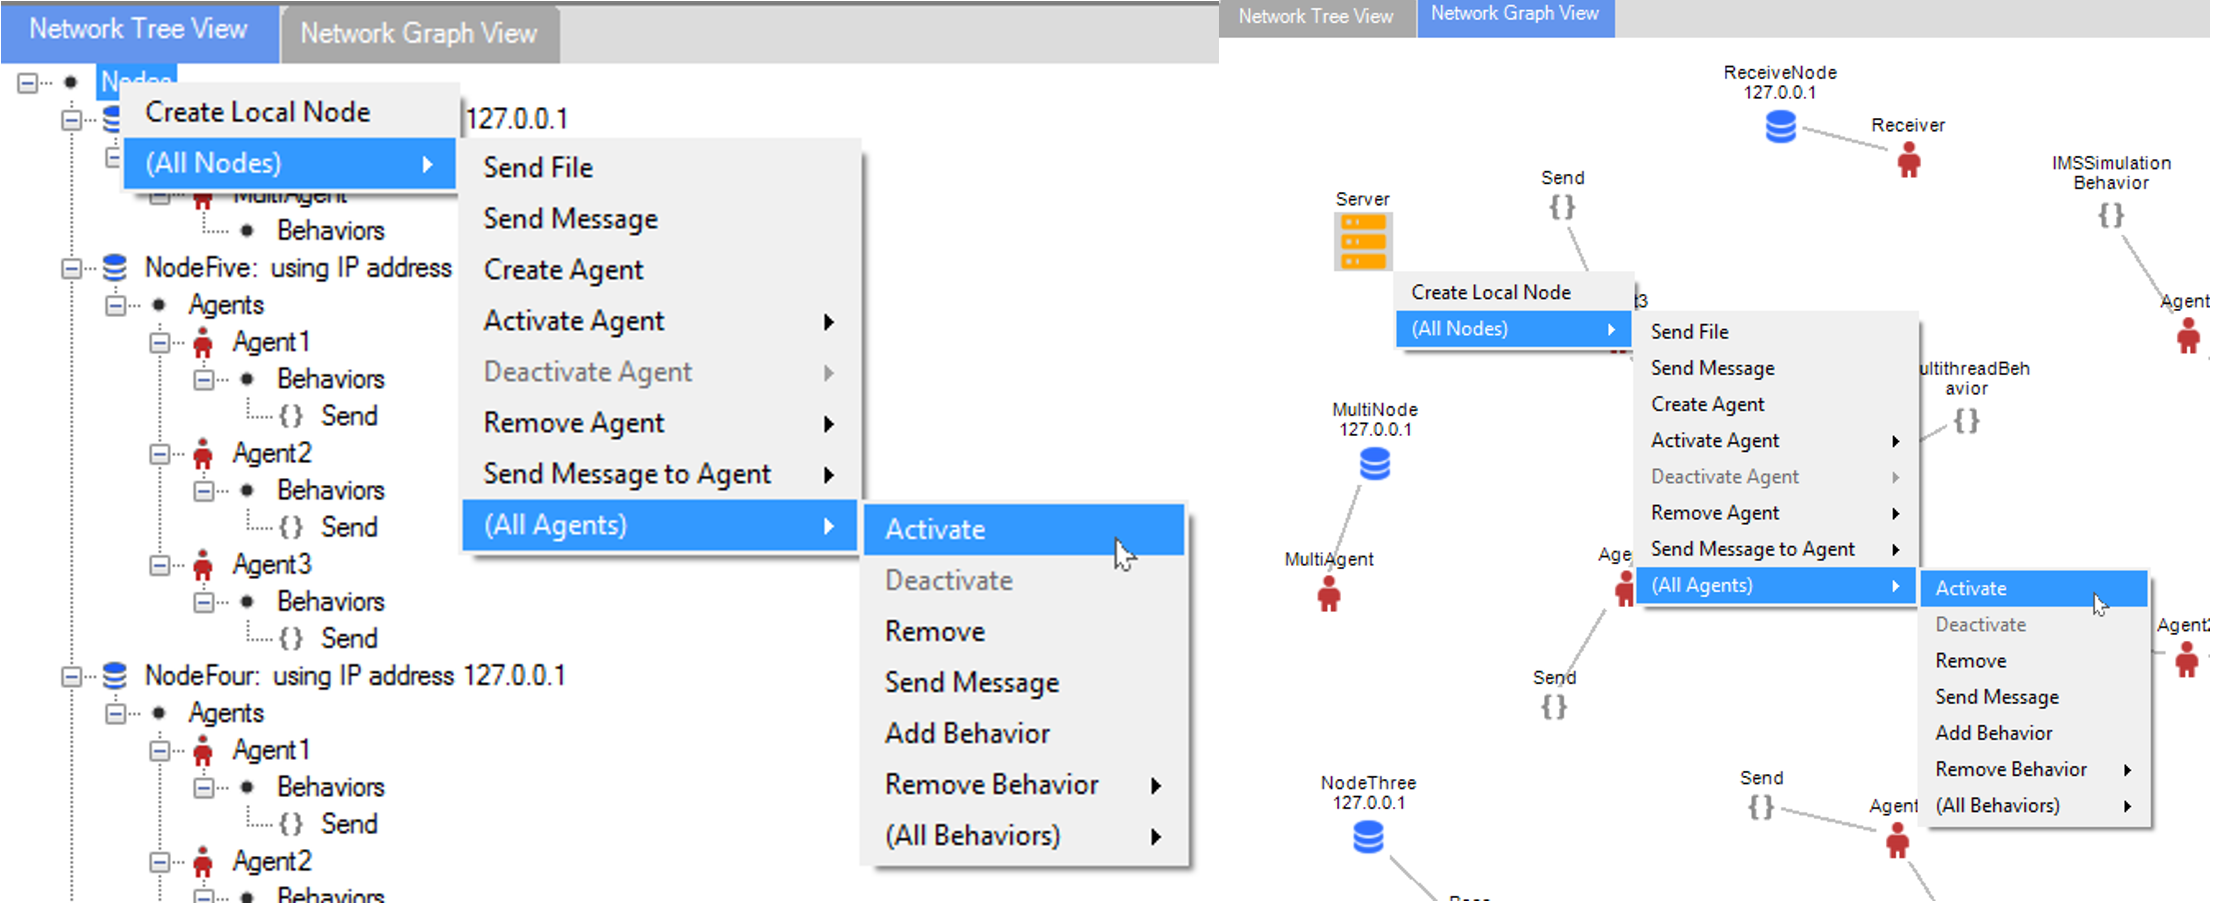 Network Tree View
Network Graph View
Nodes
127.0.0.1
MultiAgent
Behaviors
NodeFive: using IP address
Agents
Agent1
Behaviors
{} Send
Agent2
Behaviors
{} Send
Agent3
Behaviors
{} Send
NodeFour: using IP address 127.0.0.1
Agents
Agent1
Behaviors
{} Send
Agent2
Behaviors
Create Local Node
(All Nodes)
Send File
Send Message
Create Agent
Activate Agent
Deactivate Agent
Remove Agent
Send Message to Agent
(All Agents)
Activate
Deactivate
Remove
Send Message
Add Behavior
Remove Behavior
(All Behaviors)
Network Tree View
Network Graph View
ReceiveNode
127.0.0.1
Receiver
IMSSimulation
Behavior
{}
Send
{}
Server
Agent
t3
ultithreadBeh
avior
{}
MultiNode
127.0.0.1
MultiAgent
Age
Send
{}
Agent2
NodeThree
127.0.0.1
Send
{}
Agent
Create Local Node
(All Nodes)
Send File
Send Message
Create Agent
Activate Agent
Deactivate Agent
Remove Agent
Send Message to Agent
(All Agents)
Activate
Deactivate
Remove
Send Message
Add Behavior
Remove Behavior
(All Behaviors)